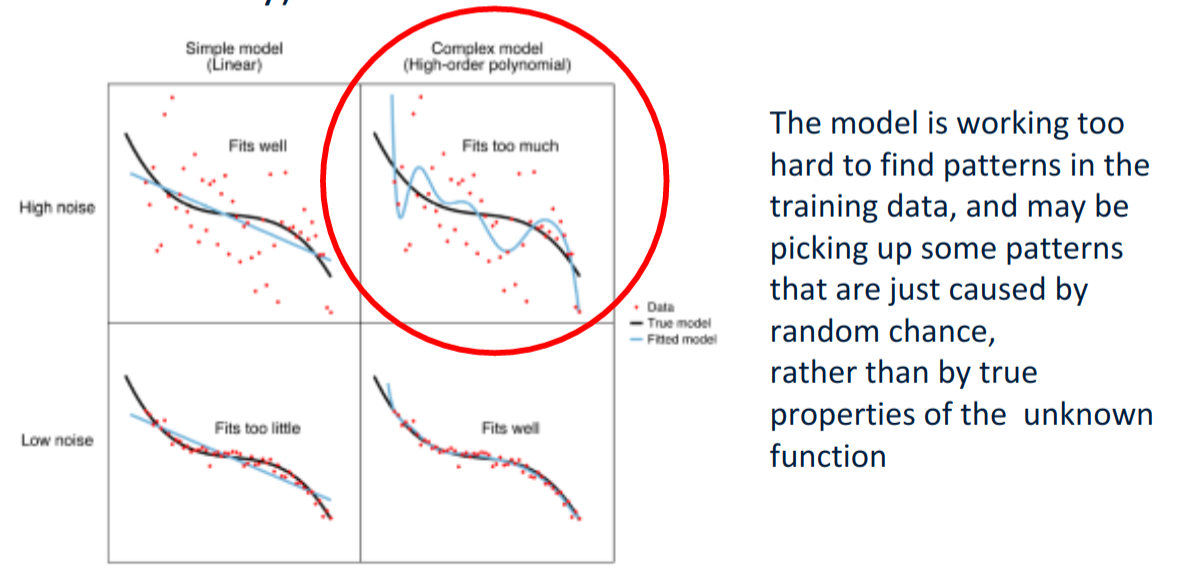 Simple model
(Linear)
Complex model
(High-order polynomial)
High noise
Fits well
Fits too much
Data
True model
Fitted model
Low noise
Fits too little
Fits well
The model is working too
hard to find patterns in the
training data, and may be
picking up some patterns
that are just caused by
random chance,
rather than by true
properties of the unknown
function